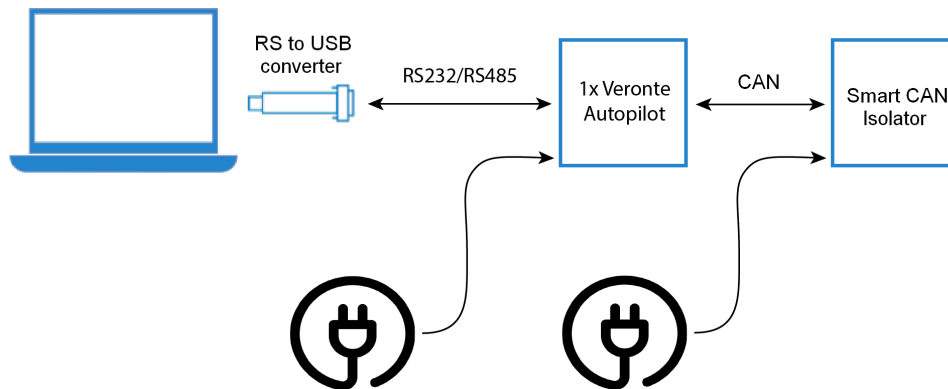 RS to USB
converter
RS232/RS485
1x Veronte
Autopilot
CAN
Smart CAN
Isolator